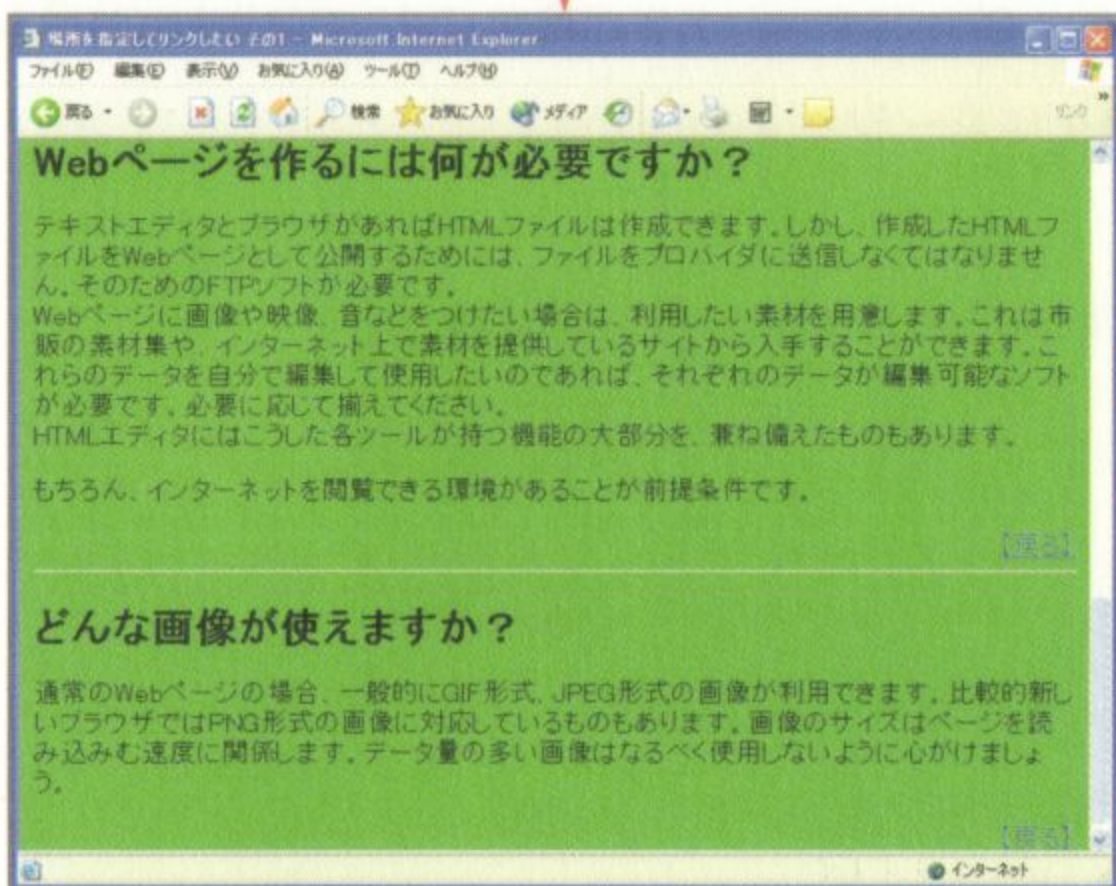 場所を指定してリンクしたい その1 - Microsoft Internet Explorer
ファイル(F) 編集(E) 表示(V) お気に入り(A) ツール(T) ヘルプ(H)
戻る 検索 お気に入り メディア リンク »
Webページを作るには何が必要ですか？
テキストエディタとブラウザがあればHTMLファイルは作成できます。しかし、作成したHTMLフ
ァイルをWebページとして公開するためには、ファイルをプロバイダに送信しなくてはなりませ
ん。そのためのFTPソフトが必要です。
Webページに画像や映像、音などをつけたい場合は、利用したい素材を用意します。これは市
販の素材集や、インターネット上で素材を提供しているサイトから入手することができます。こ
れらのデータを自分で編集して使用したいのであれば、それぞれのデータが編集可能なソフト
が必要です。必要に応じて揃えてください。
HTMLエディタにはこうした各ツールが持つ機能の大部分を、兼ね備えたものもあります。
もちろん、インターネットを閲覧できる環境があることが前提条件です。
【戻る】
どんな画像が使えますか？
通常のWebページの場合、一般的にGIF形式、JPEG形式の画像が利用できます。比較的新し
いブラウザではPNG形式の画像に対応しているものもあります。画像のサイズはページを読
み込みむ速度に関係します。データ量の多い画像はなるべく使用しないように心がけましょ
う。
【戻る】
インターネット